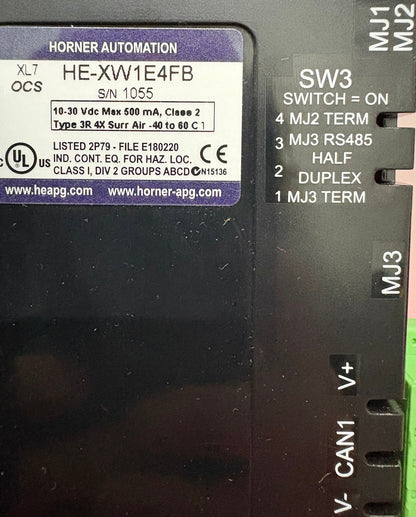 HORNER AUTOMATION
XL7
OCS
HE-XW1E4FB
S/N 1055
10-30 Vdc Max 500 mA, Class 2
Type 3R 4X Surr Air -40 to 60 C T
C UL US
LISTED 2P79 - FILE E180220
IND. CONT. EQ. FOR HAZ. LOC.
CLASS I, DIV 2 GROUPS ABCD
CE
N15136
www.heapg.com
www.horner-apg.com
MJ1
MJ2
SW3
SWITCH = ON
4 MJ2 TERM
3 MJ3 RS485
HALF
2 DUPLEX
1 MJ3 TERM
MJ3
V+
CAN1
V-